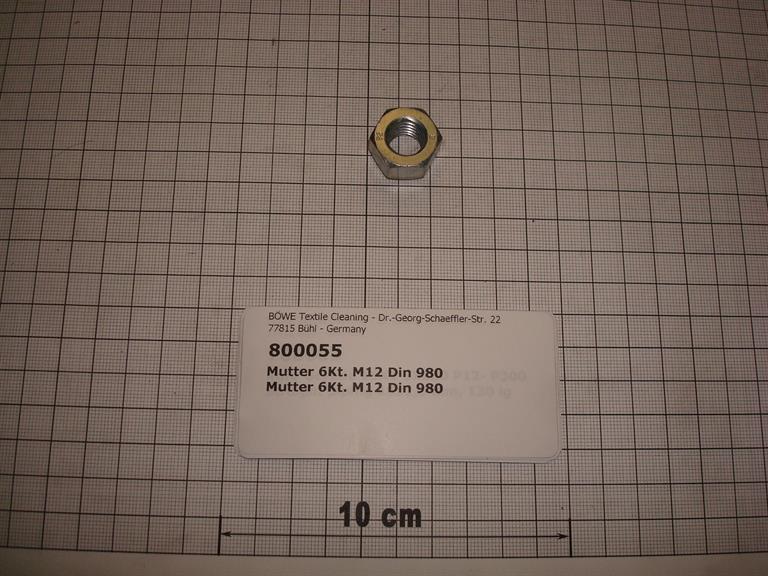 BÖWE Textile Cleaning - Dr.-Georg-Schaeffler-Str. 22
77815 Bühl - Germany
800055
Mutter 6Kt. M12 Din 980
Mutter 6Kt. M12 Din 980
10 cm